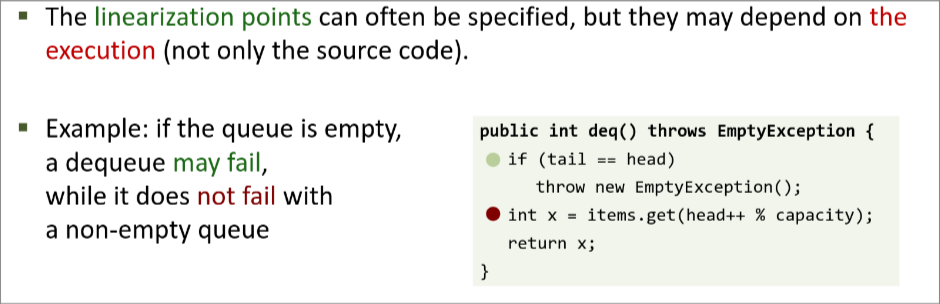 ▪ The linearization points can often be specified, but they may depend on the
execution (not only the source code).
▪ Example: if the queue is empty,
a dequeue may fail,
while it does not fail with
a non-empty queue
public int deq() throws EmptyException {
if (tail == head)
throw new EmptyException();
int x = items.get(head++ % capacity);
return x;
}